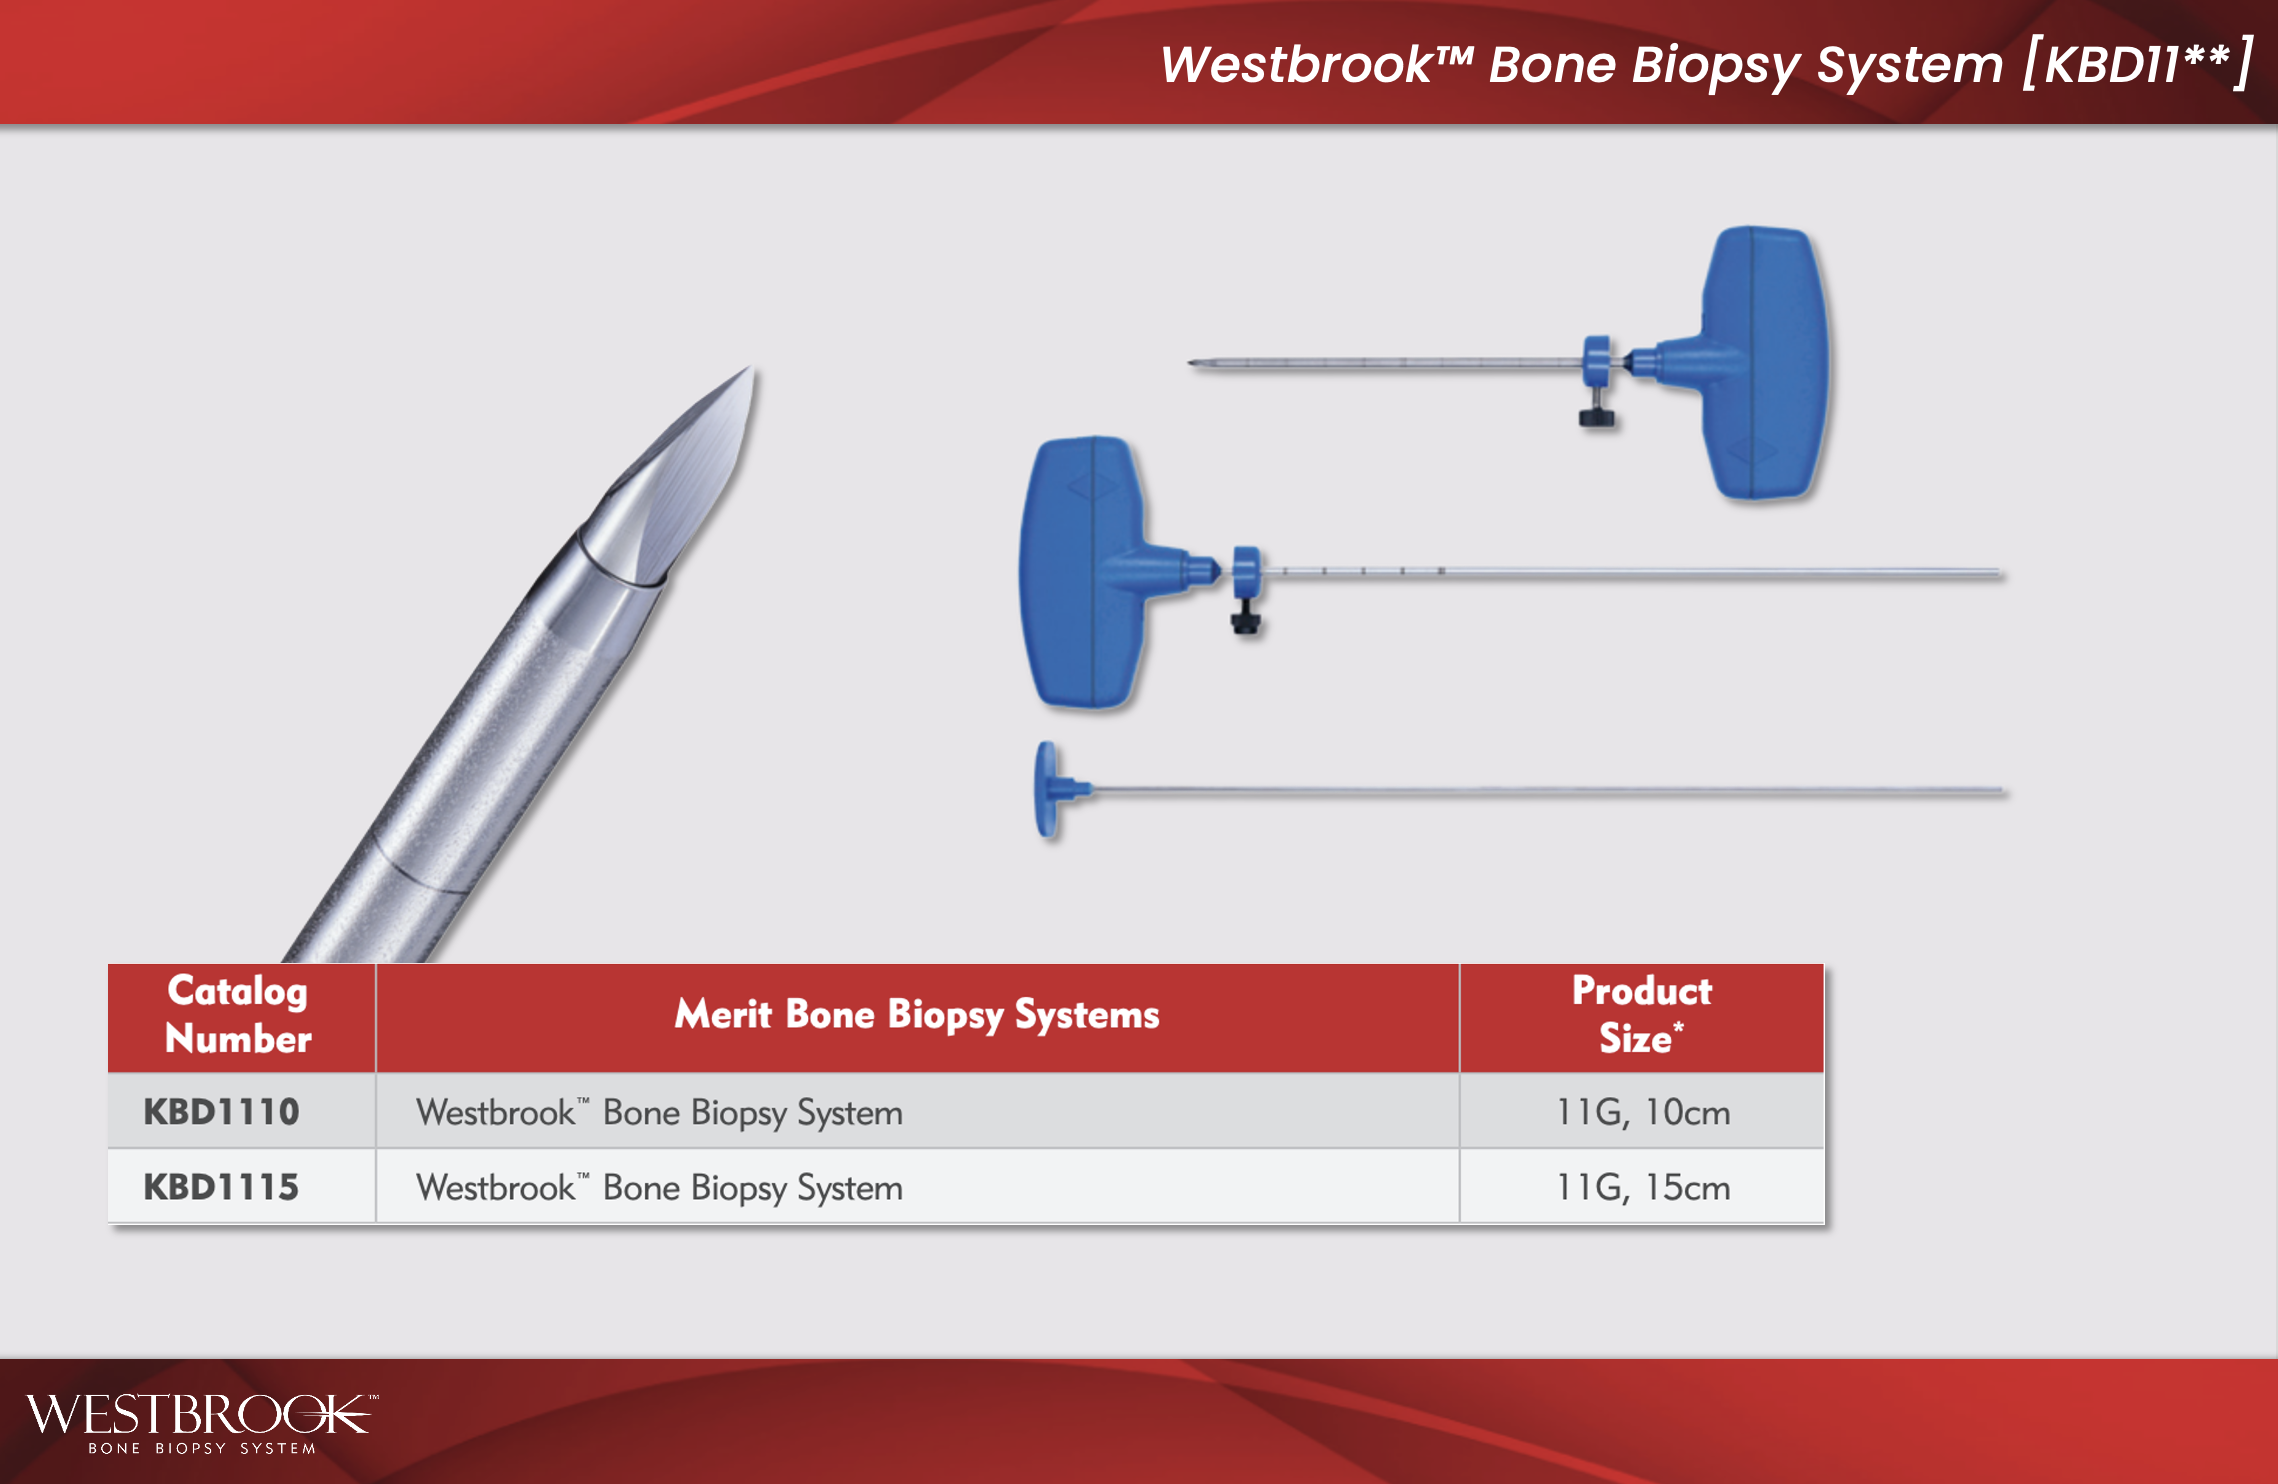 Westbrook™ Bone Biopsy System [KBD11**]
Catalog Number
Merit Bone Biopsy Systems
Product Size*
KBD1110 Westbrook™ Bone Biopsy System 11G, 10cm
KBD1115 Westbrook™ Bone Biopsy System 11G, 15cm
WESTBROOK™
BONE BIOPSY SYSTEM